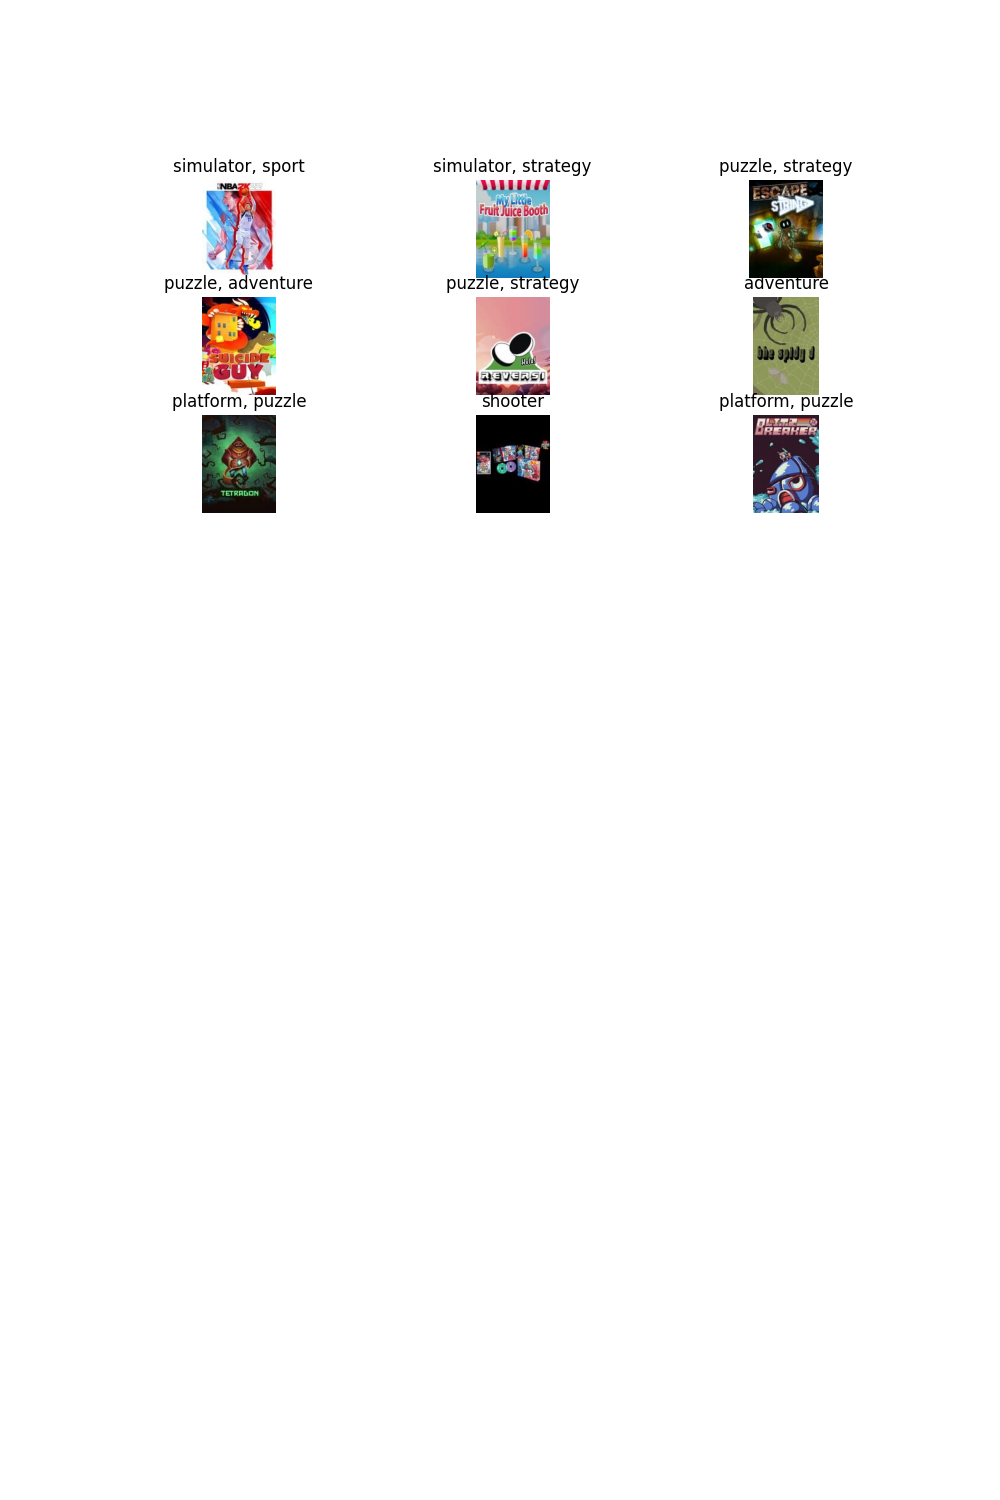 simulator, sport
simulator, strategy
puzzle, strategy
NBA 2K
My Little
Fruit Juice Booth
ESCAPE
STRING
puzzle, adventure
puzzle, strategy
adventure
SUICIDE
GUY
Hello!
REVERSI
the spidy d
platform, puzzle
shooter
platform, puzzle
TETRAGON
BLITZ
BREAKER